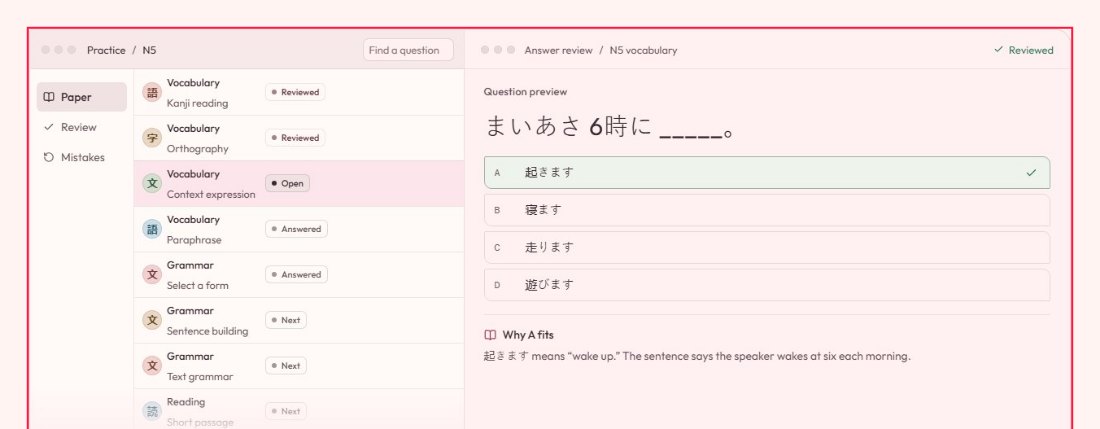 Practice / N5
Find a question
Paper
Review
Mistakes
語
Vocabulary
Kanji reading
Reviewed
字
Vocabulary
Orthography
Reviewed
文
Vocabulary
Context expression
Open
語
Vocabulary
Paraphrase
Answered
文
Grammar
Select a form
Answered
文
Grammar
Sentence building
Next
文
Grammar
Text grammar
Next
読
Reading
Short passage
Next
Answer review / N5 vocabulary
Reviewed
Question preview
まいあさ 6時に _____。
A 起きます
B 寝ます
C 走ります
D 遊びます
Why A fits
起きます means “wake up.” The sentence says the speaker wakes at six each morning.